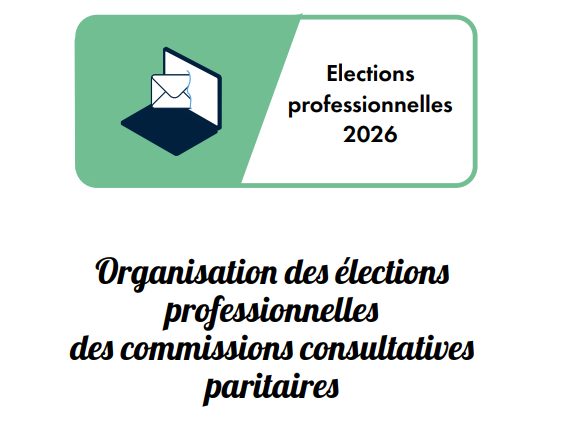 Elections
professionnelles
2026
Organisation des élections
professionnelles
des commissions consultatives
paritaires